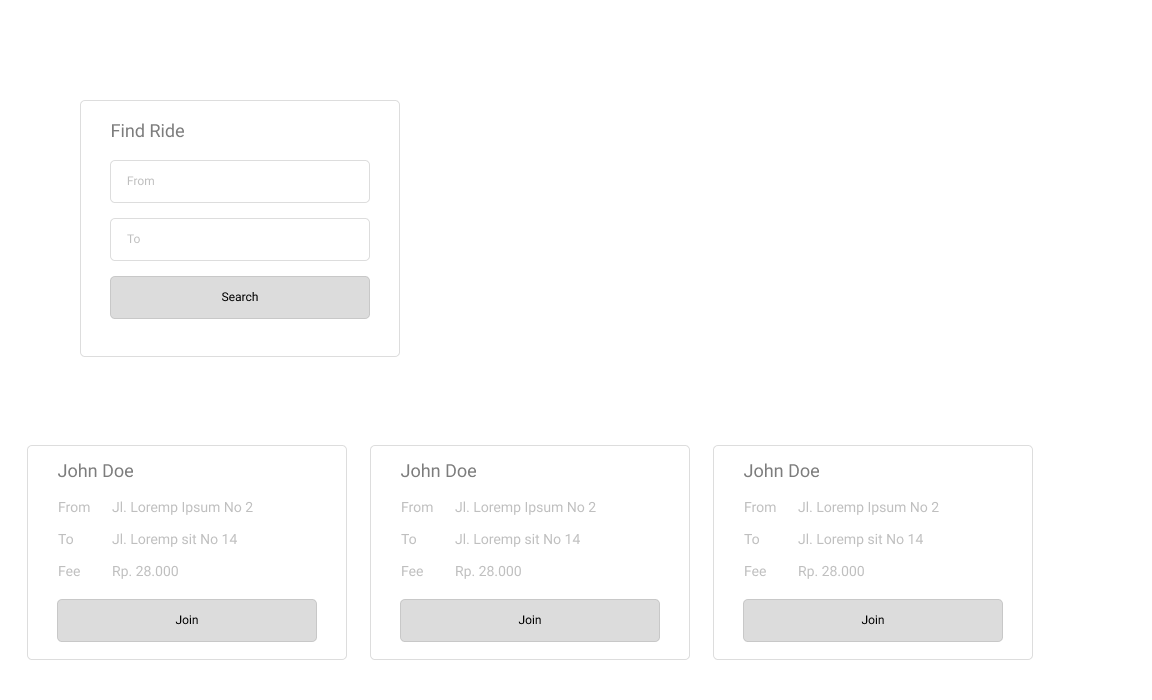 Find Ride
From
To
Search
John Doe
From Jl. Loremp Ipsum No 2
To Jl. Loremp sit No 14
Fee Rp. 28.000
Join
John Doe
From Jl. Loremp Ipsum No 2
To Jl. Loremp sit No 14
Fee Rp. 28.000
Join
John Doe
From Jl. Loremp Ipsum No 2
To Jl. Loremp sit No 14
Fee Rp. 28.000
Join